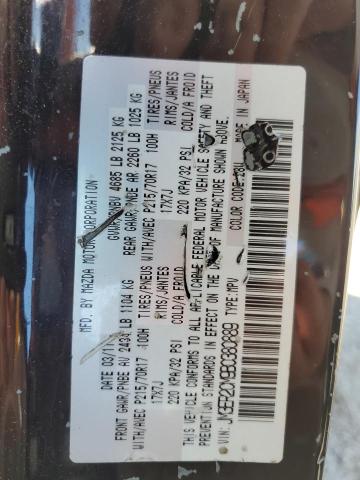 MFD. BY MAZDA MOTOR CORPORATION
03/11 GVWR/PNBV 4685 LB 2125 KG
FRONT GAWR/PNBE AV 2434 LB 1104 KG REAR GAWR/PNDE AR 2260 LB 1025 KG
WITH/AVEC P215/70R17 100H TIRES/PNEUS WITH/AVEC P215/70R17 100H TIRES/PNEUS
17X7J RIMS/JANTES 17X7J RIMS/JANTES
220 KPA/32 PSI COLD/A FROID 220 KPA/32 PSI COLD/A FROID
THIS VEHICLE CONFORMS TO ALL APPLICABLE FEDERAL MOTOR VEHICLE SAFETY AND THEFT
PREVENTION STANDARDS IN EFFECT ON THE DATE OF MANUFACTURE SHOWN ABOVE.
VIN: TYPE: MPV COLOR CODE: MADE IN JAPAN